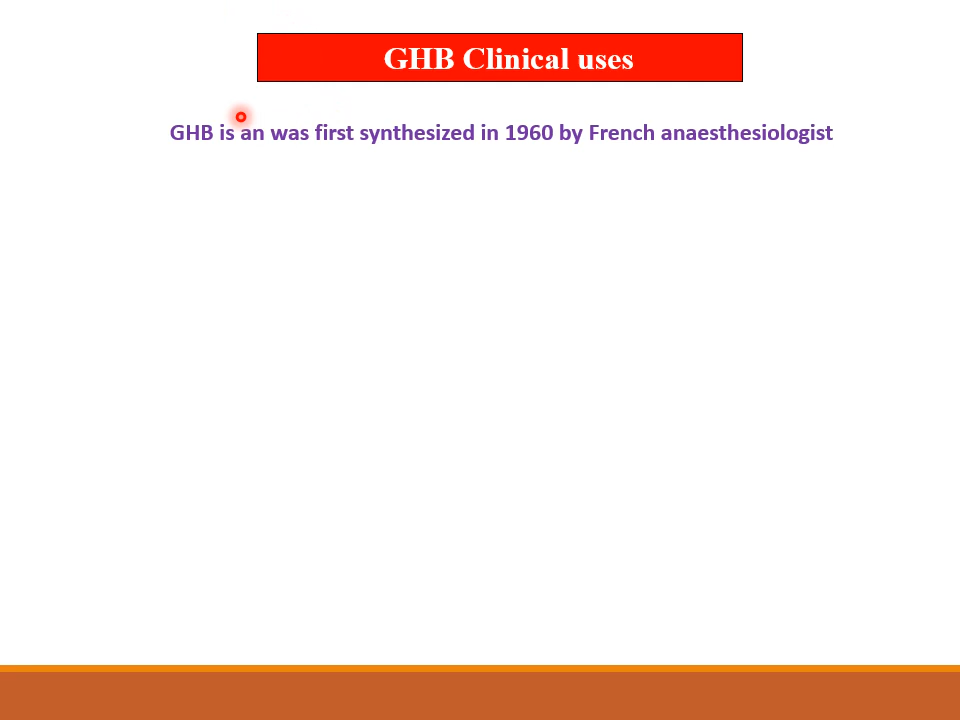 GHB Clinical uses
GHB is an was first synthesized in 1960 by French anaesthesiologist